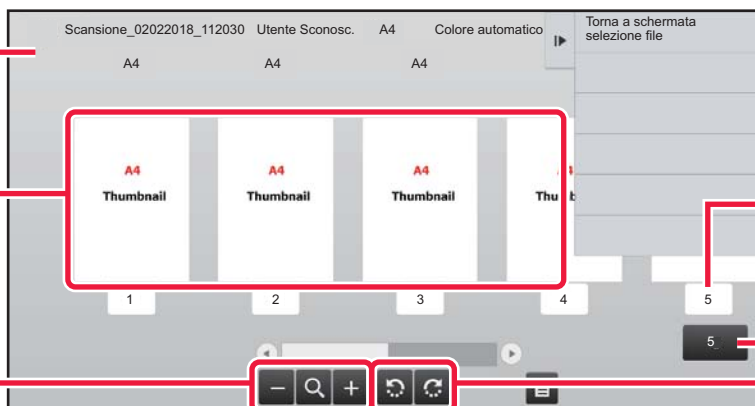 Scansione_02022018_112030 Utente Sconosc. A4 Colore automatico
Torna a schermata
selezione file
A4 A4 A4
A4 A4 A4
Thumbnail Thumbnail Thumbnail
1 2 3 4 5
5